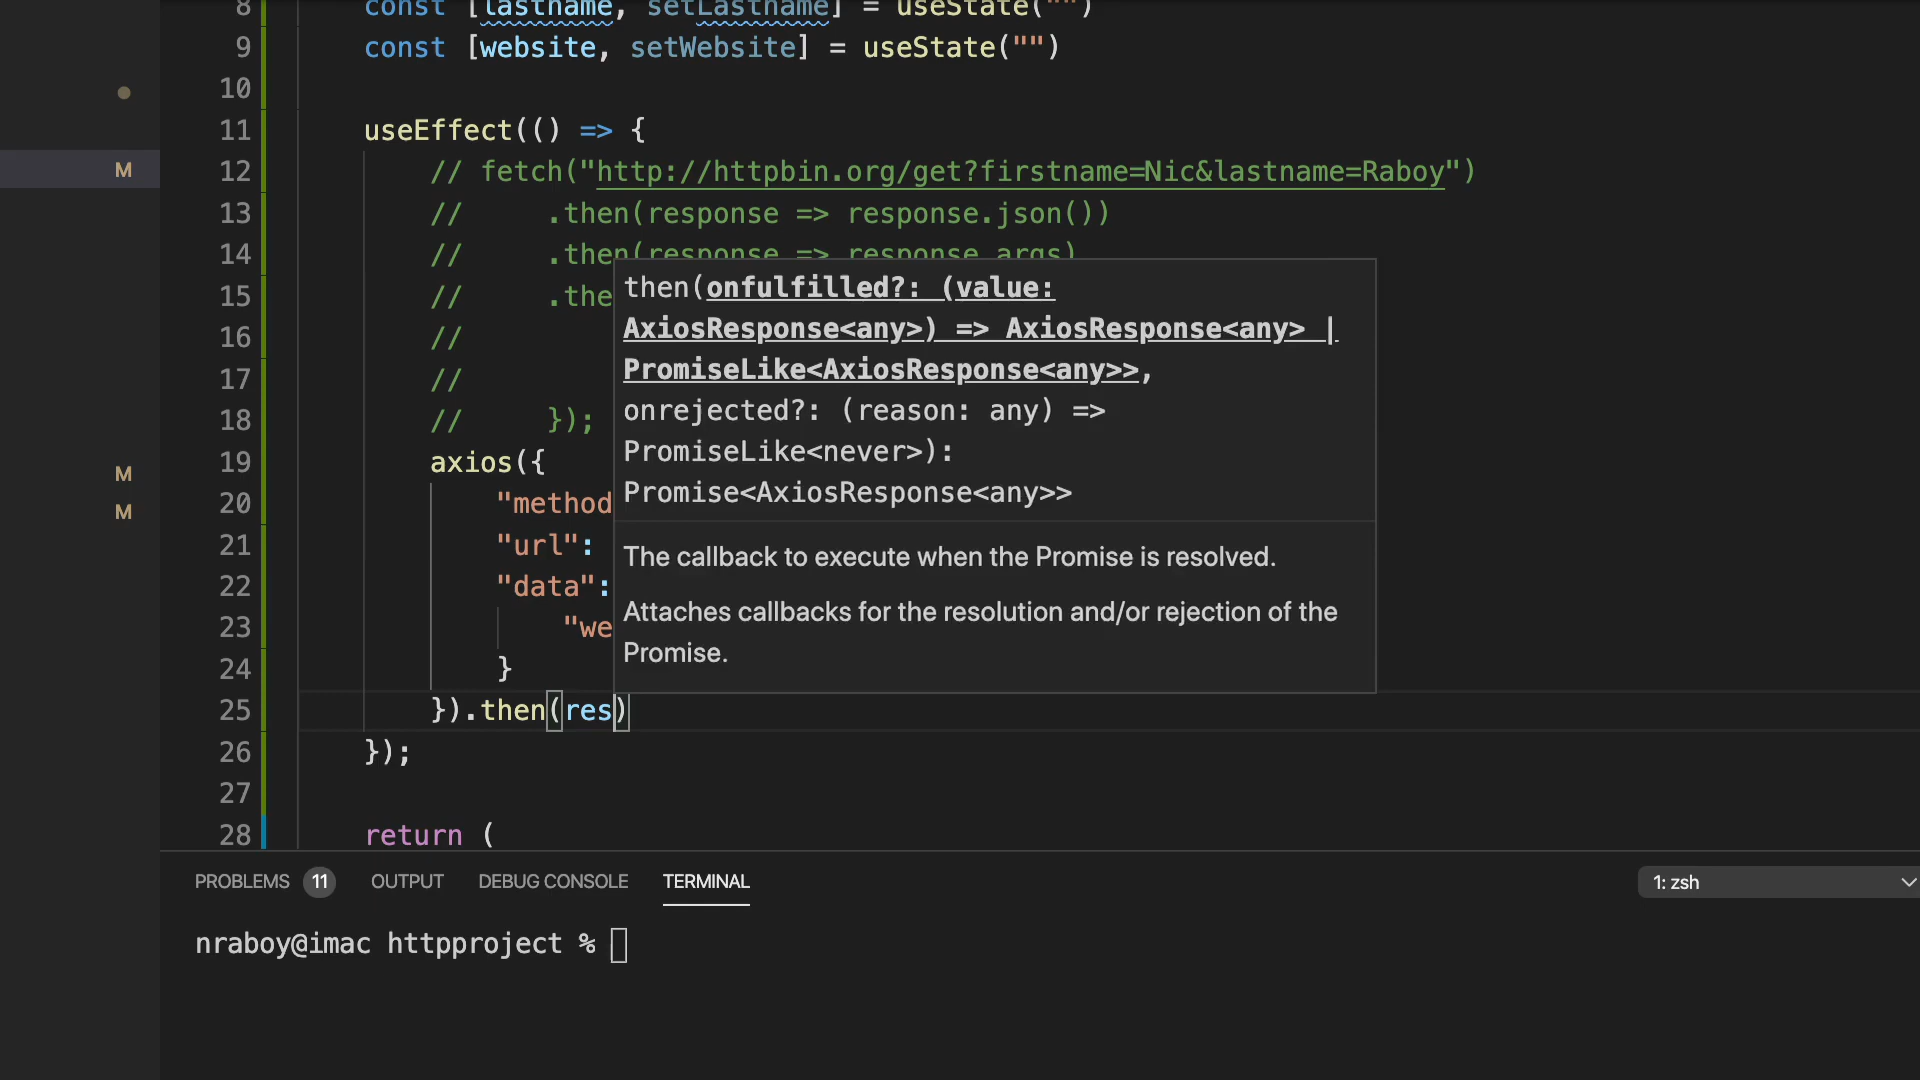 8 const [lastname, setLastname] = useState("")
9 const [website, setWebsite] = useState("")
10
11 useEffect(() => {
M
12 // fetch("http://httpbin.org/get?firstname=Nic&lastname=Raboy")
13 // .then(response => response.json())
14 // .then(response => response.args)
15 // .the
16 //
17 //
18 // });
then(onfulfilled?: (value:
AxiosResponse<any>) => AxiosResponse<any> |
PromiseLike<AxiosResponse<any>>,
onrejected?: (reason: any) =>
PromiseLike<never>):
Promise<AxiosResponse<any>>
The callback to execute when the Promise is resolved.
Attaches callbacks for the resolution and/or rejection of the
Promise.
19 axios({
M
20 "method
M
21 "url":
22 "data":
23 "we
24 }
25 }).then(res)
26 });
27
28 return (
PROBLEMS 11 OUTPUT DEBUG CONSOLE TERMINAL 1: zsh
nraboy@imac httpproject %